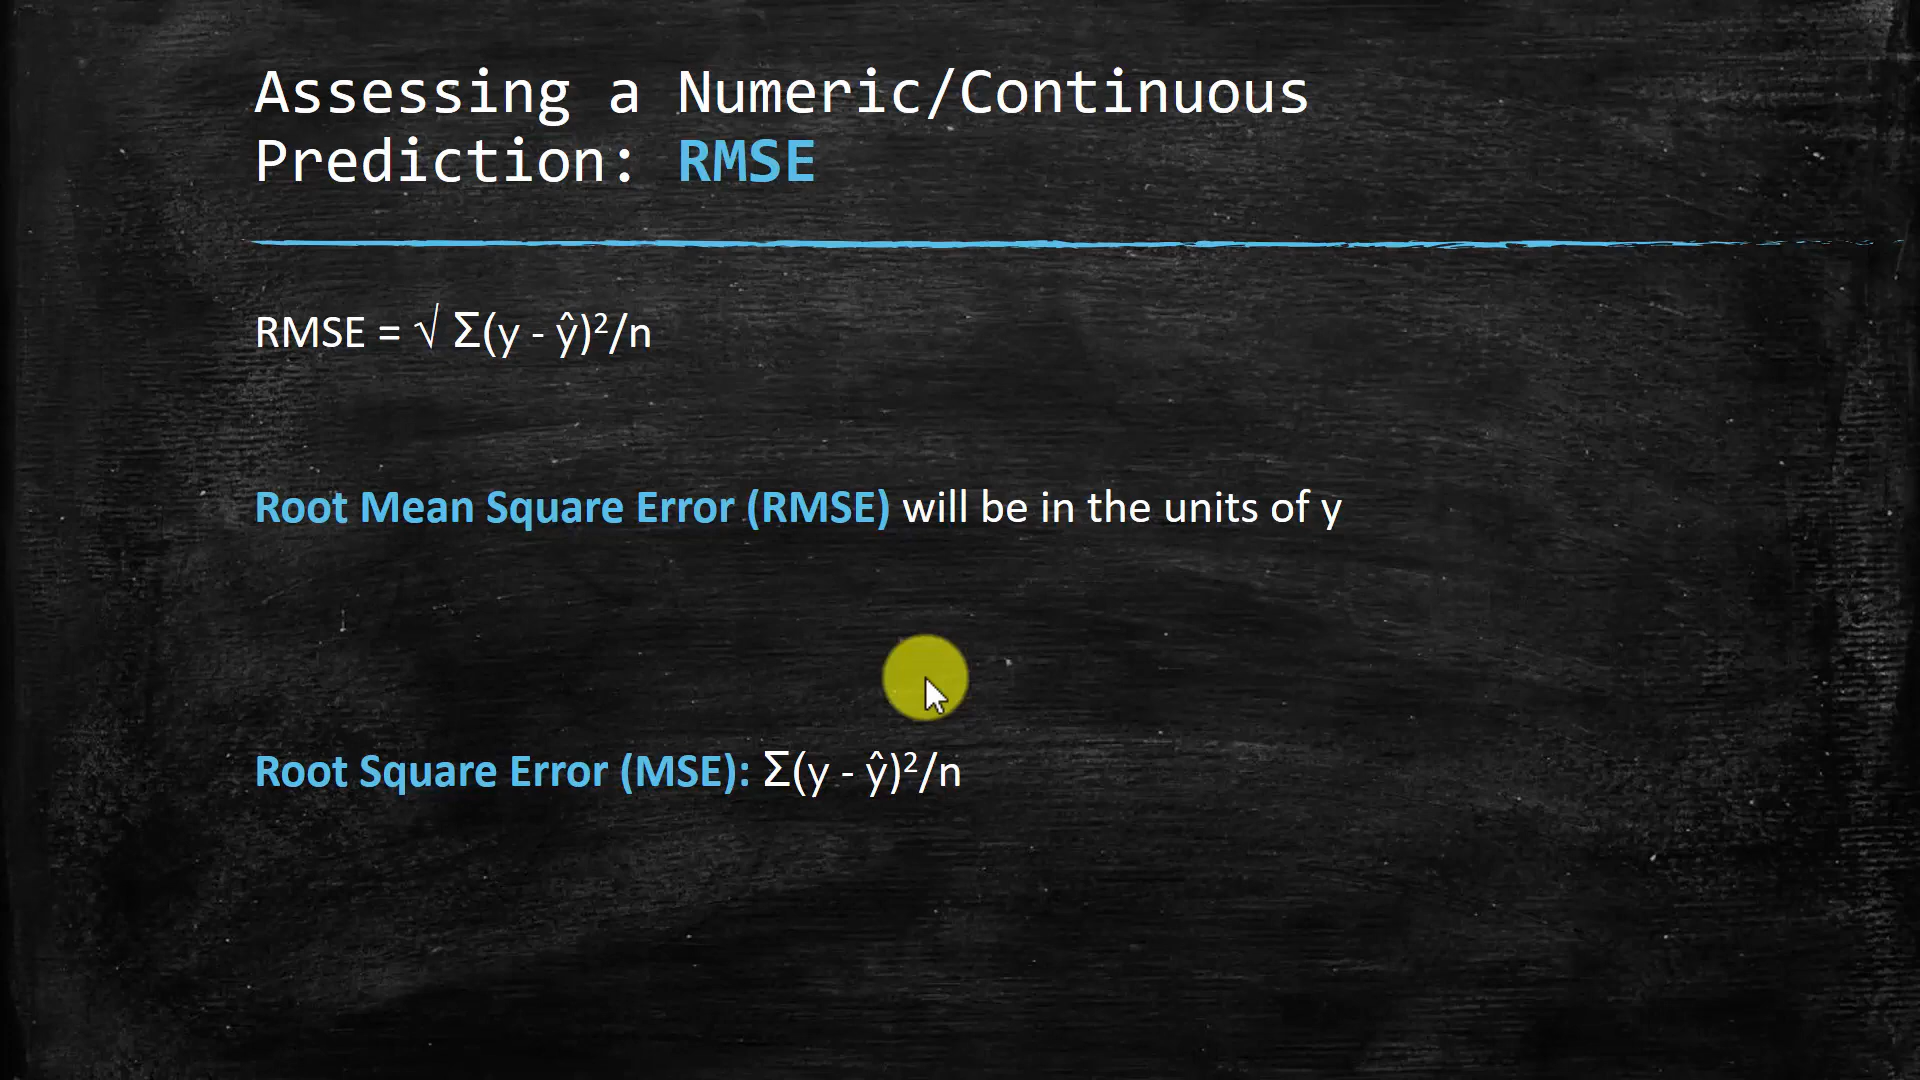 Assessing a Numeric/Continuous
Prediction: RMSE
RMSE = √ Σ(y - ŷ)²/n
Root Mean Square Error (RMSE) will be in the units of y
Root Square Error (MSE): Σ(y - ŷ)²/n